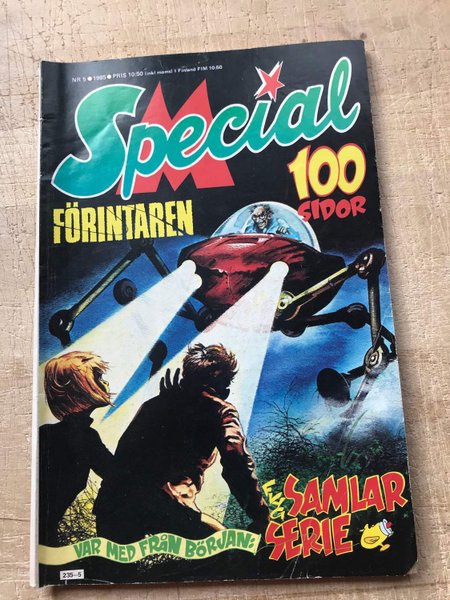 NR 5 ● 1985 ● PRIS 10:50 (inkl moms) I Finland FIM 10:50
M Special
100
SIDOR
FÖRINTAREN
FKG SAMLAR
SERIE
VAR MED FRÅN BÖRJAN:
235-5